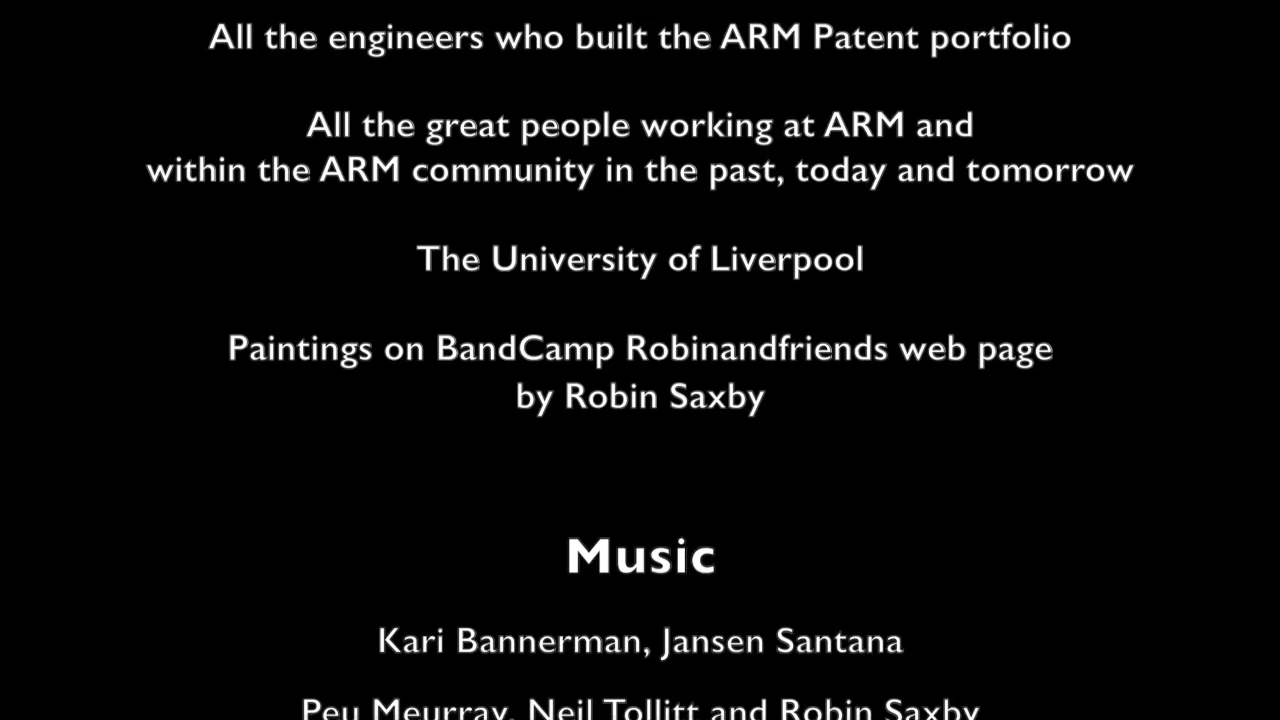 All the engineers who built the ARM Patent portfolio
All the great people working at ARM and
within the ARM community in the past, today and tomorrow
The University of Liverpool
Paintings on BandCamp Robinandfriends web page
by Robin Saxby
Music
Kari Bannerman, Jansen Santana
Peu Meurray, Neil Tollitt and Robin Saxby